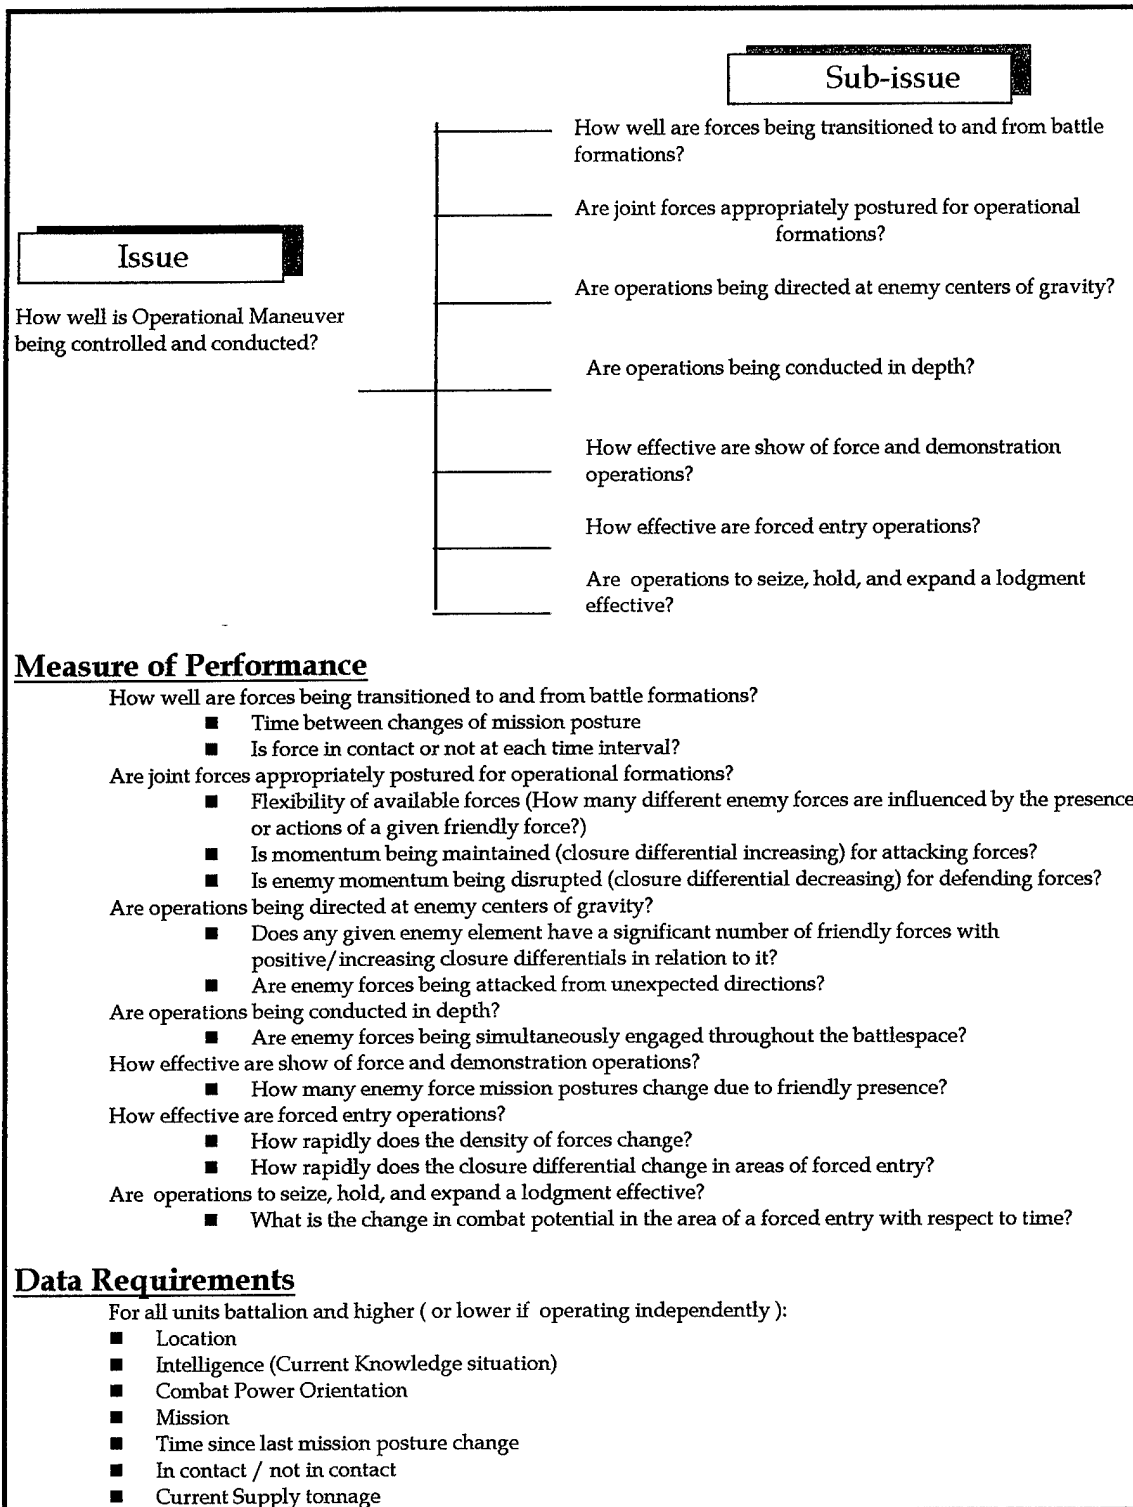 Sub-issue
How well are forces being transitioned to and from battle
formations?
Are joint forces appropriately postured for operational
formations?
Issue
Are operations being directed at enemy centers of gravity?
How well is Operational Maneuver
being controlled and conducted?
Are operations being conducted in depth?
How effective are show of force and demonstration
operations?
How effective are forced entry operations?
Are operations to seize, hold, and expand a lodgment
effective?
Measure of Performance
How well are forces being transitioned to and from battle formations?
■ Time between changes of mission posture
■ Is force in contact or not at each time interval?
Are joint forces appropriately postured for operational formations?
■ Flexibility of available forces (How many different enemy forces are influenced by the presence
or actions of a given friendly force?)
■ Is momentum being maintained (closure differential increasing) for attacking forces?
■ Is enemy momentum being disrupted (closure differential decreasing) for defending forces?
Are operations being directed at enemy centers of gravity?
■ Does any given enemy element have a significant number of friendly forces with
positive/increasing closure differentials in relation to it?
■ Are enemy forces being attacked from unexpected directions?
Are operations being conducted in depth?
■ Are enemy forces being simultaneously engaged throughout the battlespace?
How effective are show of force and demonstration operations?
■ How many enemy force mission postures change due to friendly presence?
How effective are forced entry operations?
■ How rapidly does the density of forces change?
■ How rapidly does the closure differential change in areas of forced entry?
Are operations to seize, hold, and expand a lodgment effective?
■ What is the change in combat potential in the area of a forced entry with respect to time?
Data Requirements
For all units battalion and higher ( or lower if operating independently ):
■ Location
■ Intelligence (Current Knowledge situation)
■ Combat Power Orientation
■ Mission
■ Time since last mission posture change
■ In contact / not in contact
■ Current Supply tonnage